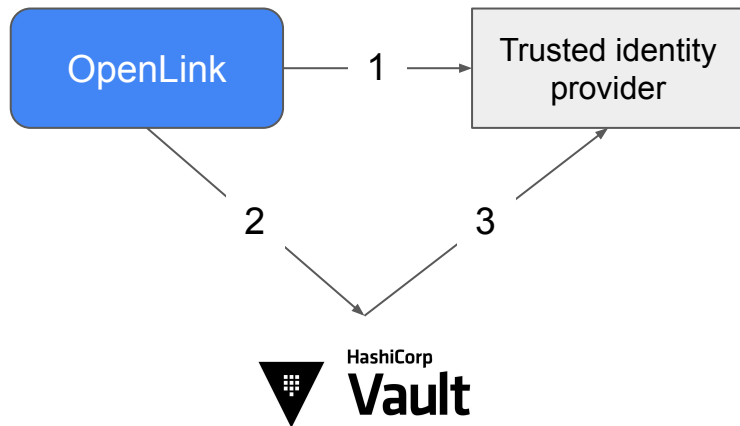 OpenLink
1
Trusted identity
provider
2
3
HashiCorp
Vault